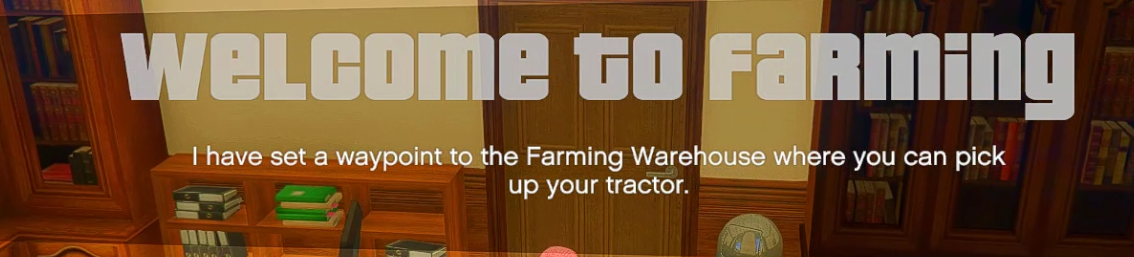 WeLcome to FaRming
I have set a waypoint to the Farming Warehouse where you can pick
up your tractor.